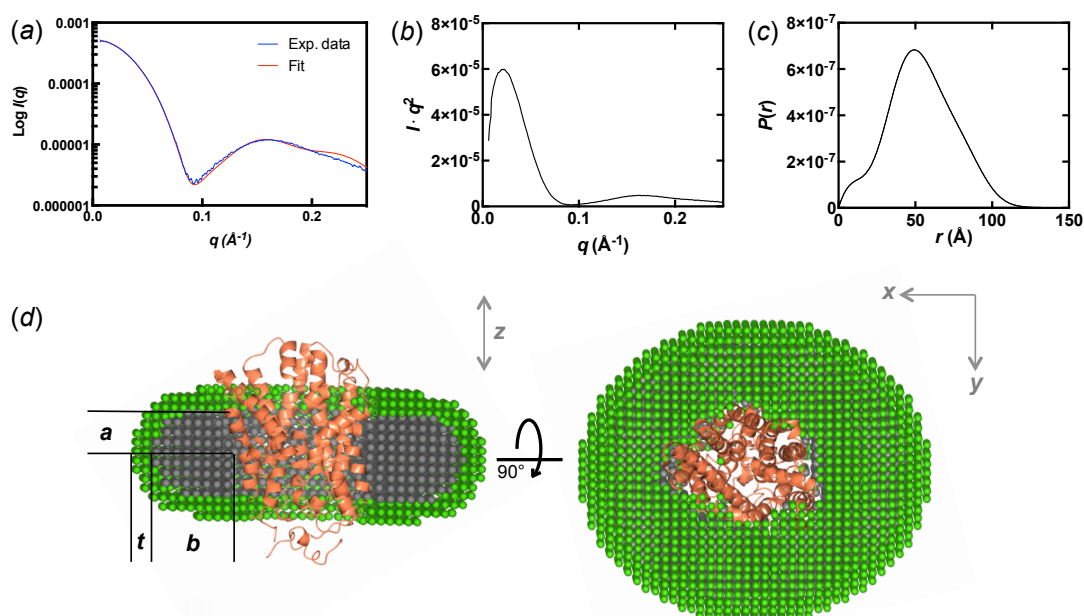 (a)
0.001
0.0001
0.00001
0.000001
Log I(q)
0.0
0.1
0.2
q (Å⁻¹)
Exp. data
Fit
(b)
8×10⁻⁵
6×10⁻⁵
4×10⁻⁵
2×10⁻⁵
0
I · q²
0.0
0.1
0.2
q (Å⁻¹)
(c)
8×10⁻⁷
6×10⁻⁷
4×10⁻⁷
2×10⁻⁷
0
P(r)
0
50
100
150
r (Å)
(d)
z
a
t
b
90°
x
y